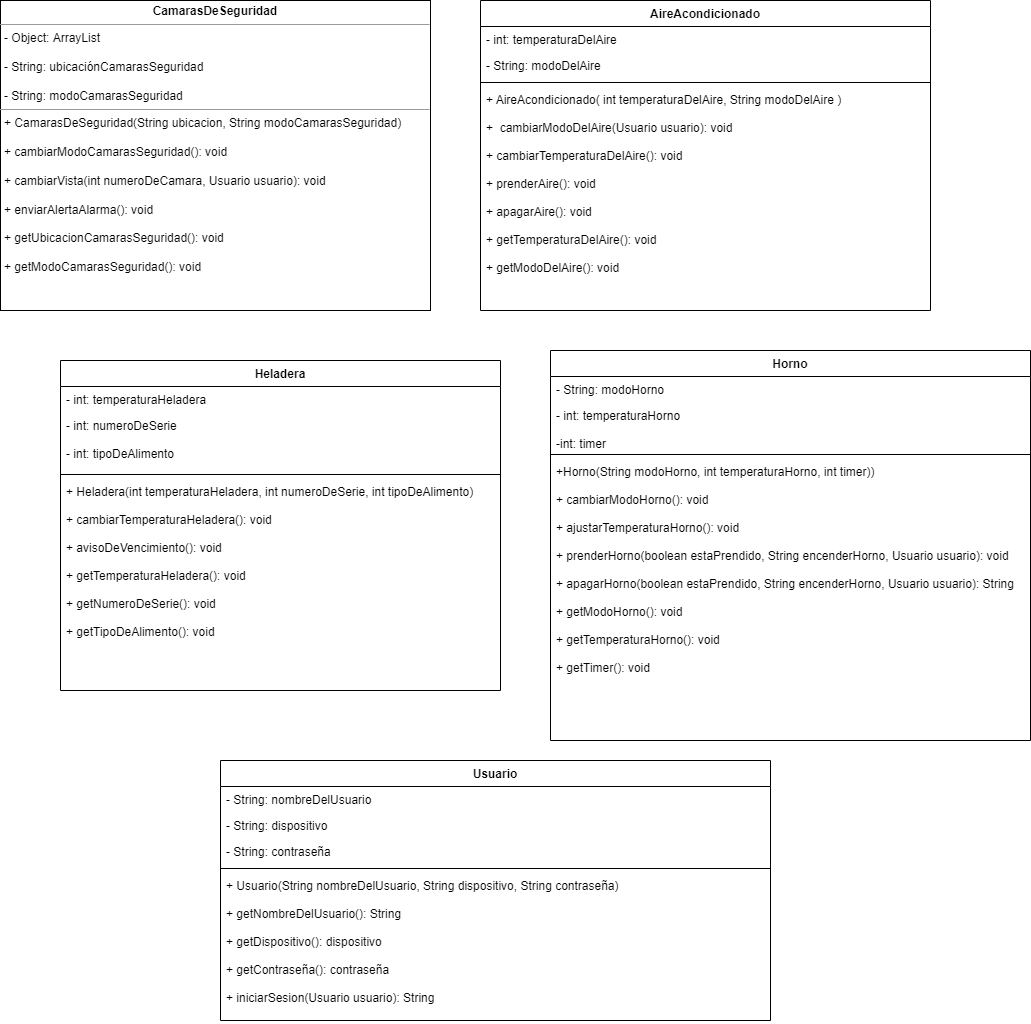 CamarasDeSeguridad
- Object: ArrayList
- String: ubicaciónCamarasSeguridad
- String: modoCamarasSeguridad
+ CamarasDeSeguridad(String ubicacion, String modoCamarasSeguridad)
+ cambiarModoCamarasSeguridad(): void
+ cambiarVista(int numeroDeCamara, Usuario usuario): void
+ enviarAlertaAlarma(): void
+ getUbicacionCamarasSeguridad(): void
+ getModoCamarasSeguridad(): void
AireAcondicionado
- int: temperaturaDelAire
- String: modoDelAire
+ AireAcondicionado( int temperaturaDelAire, String modoDelAire )
+ cambiarModoDelAire(Usuario usuario): void
+ cambiarTemperaturaDelAire(): void
+ prenderAire(): void
+ apagarAire(): void
+ getTemperaturaDelAire(): void
+ getModoDelAire(): void
Heladera
- int: temperaturaHeladera
- int: numeroDeSerie
- int: tipoDeAlimento
+ Heladera(int temperaturaHeladera, int numeroDeSerie, int tipoDeAlimento)
+ cambiarTemperaturaHeladera(): void
+ avisoDeVencimiento(): void
+ getTemperaturaHeladera(): void
+ getNumeroDeSerie(): void
+ getTipoDeAlimento(): void
Horno
- String: modoHorno
- int: temperaturaHorno
-int: timer
+Horno(String modoHorno, int temperaturaHorno, int timer))
+ cambiarModoHorno(): void
+ ajustarTemperaturaHorno(): void
+ prenderHorno(boolean estaPrendido, String encenderHorno, Usuario usuario): void
+ apagarHorno(boolean estaPrendido, String encenderHorno, Usuario usuario): String
+ getModoHorno(): void
+ getTemperaturaHorno(): void
+ getTimer(): void
Usuario
- String: nombreDelUsuario
- String: dispositivo
- String: contraseña
+ Usuario(String nombreDelUsuario, String dispositivo, String contraseña)
+ getNombreDelUsuario(): String
+ getDispositivo(): dispositivo
+ getContraseña(): contraseña
+ iniciarSesion(Usuario usuario): String